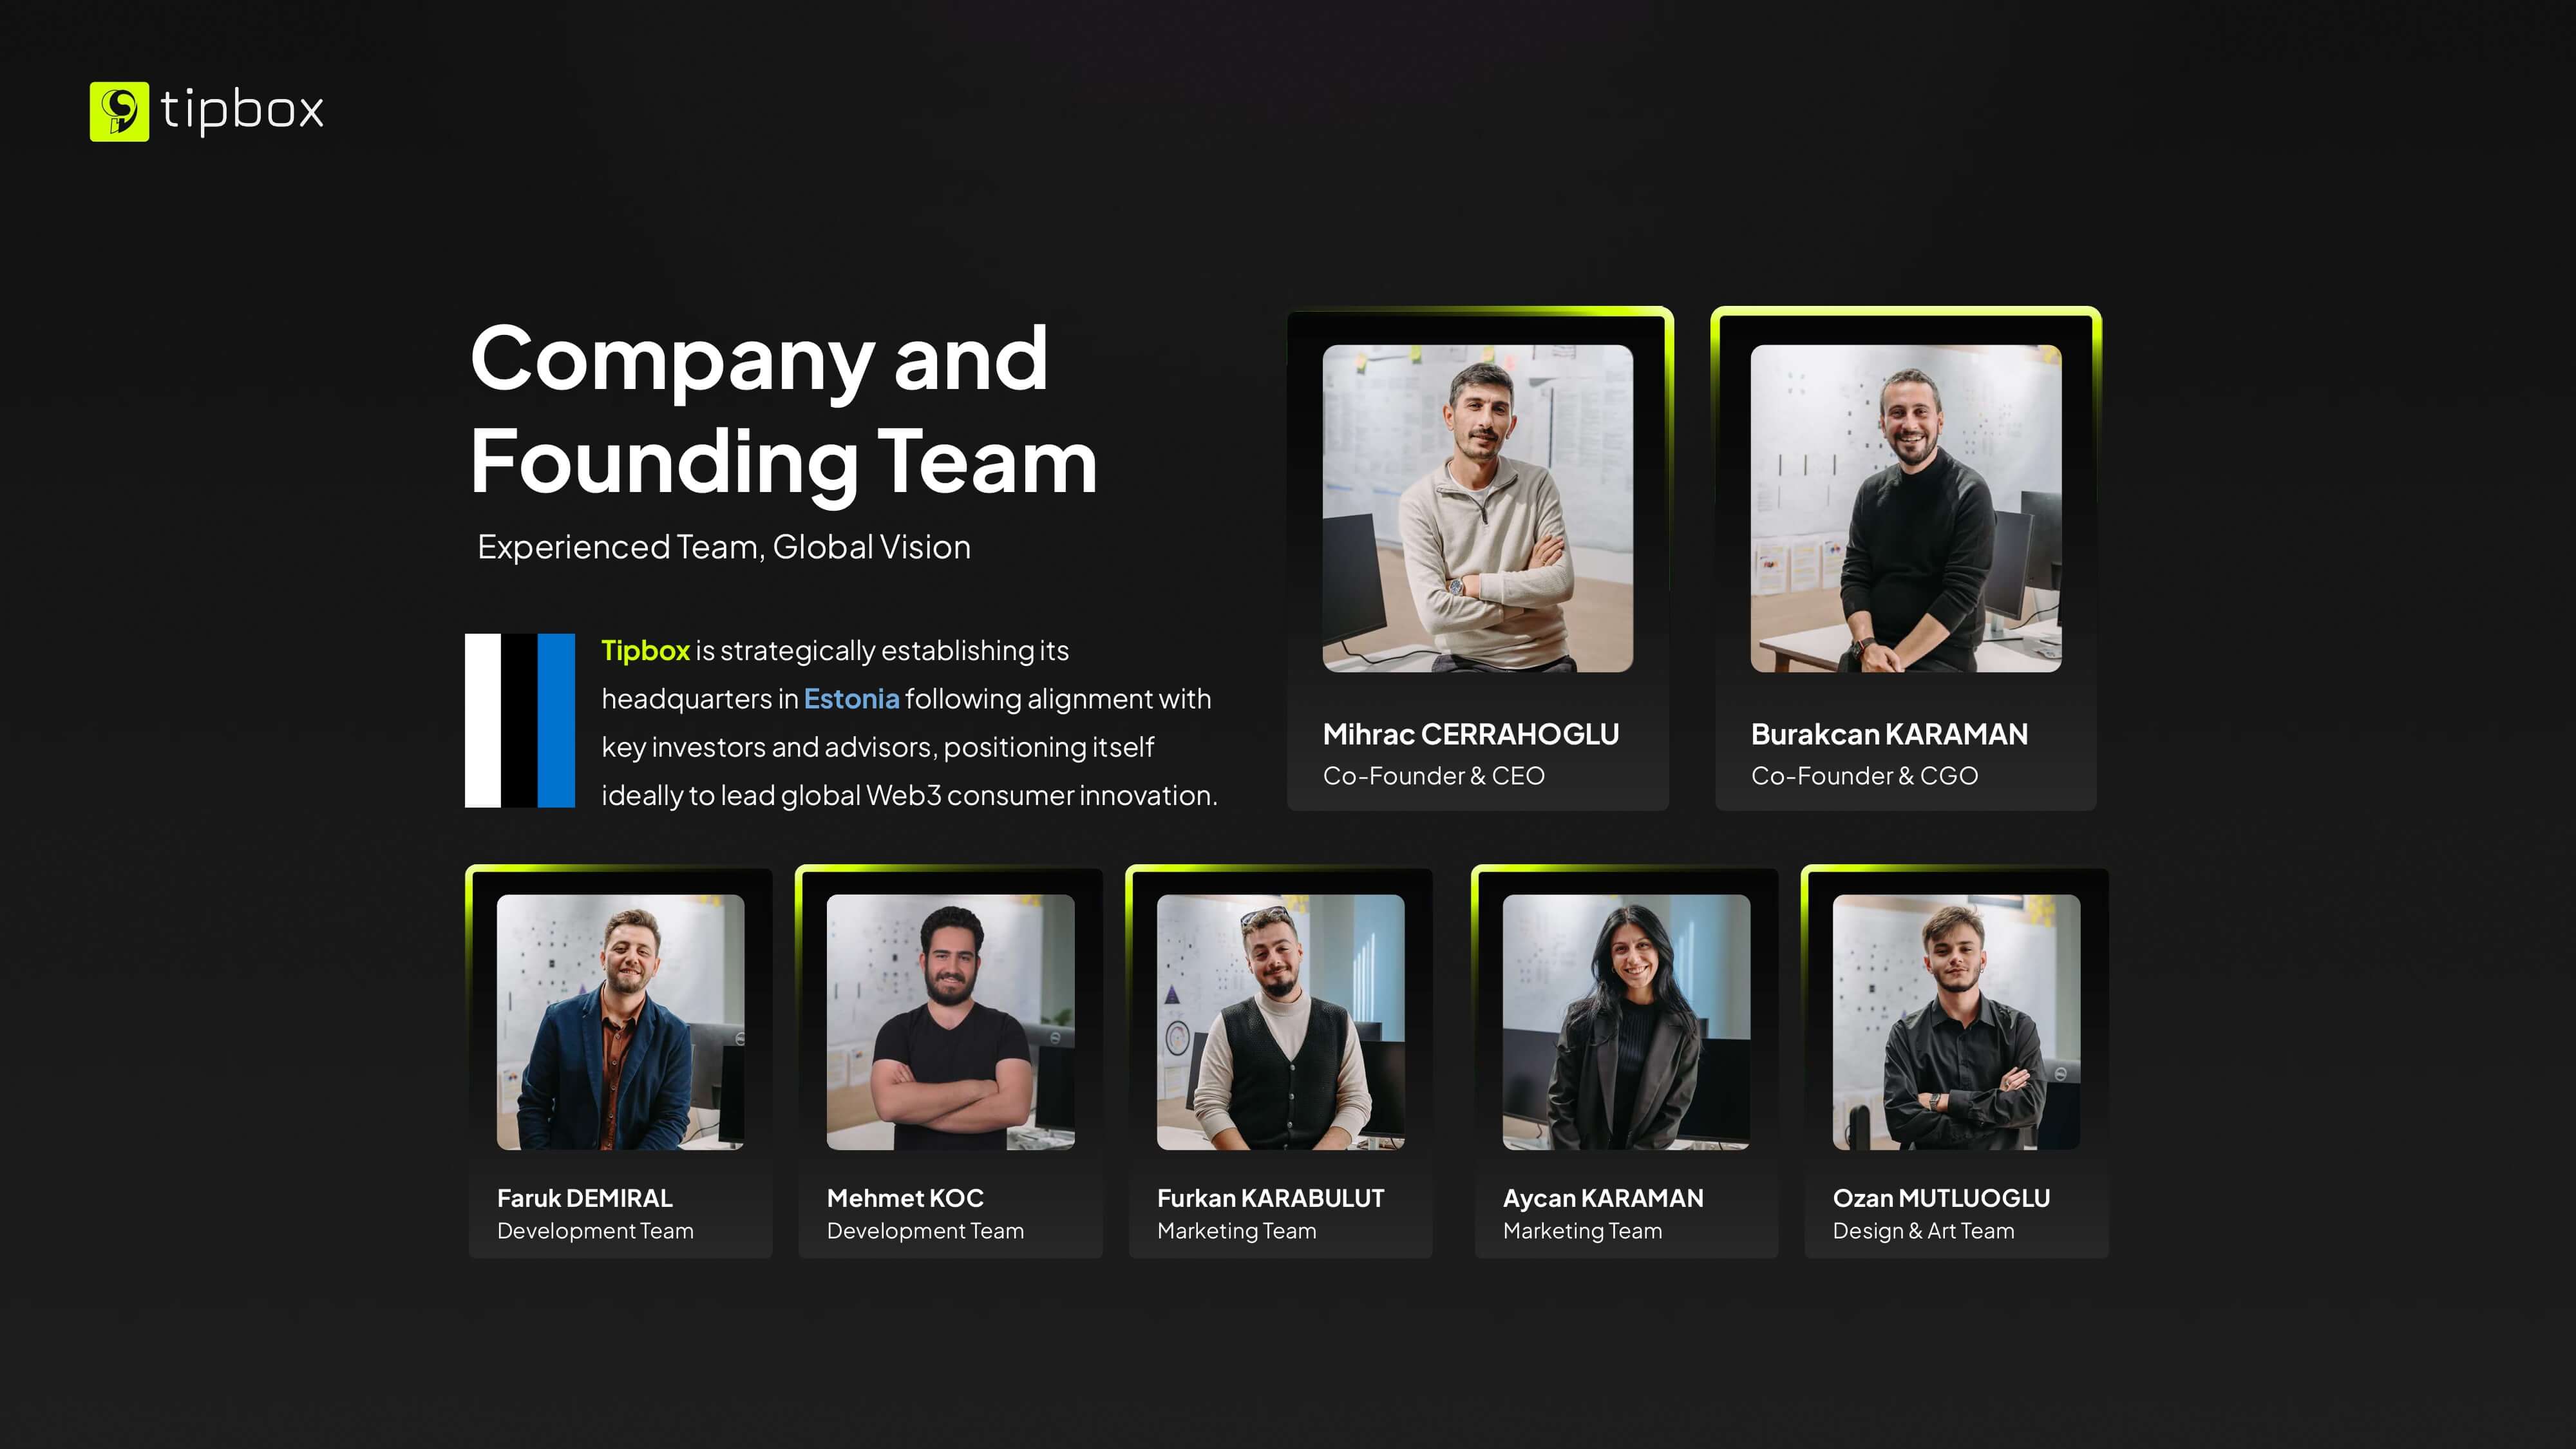 tipbox
Company and
Founding Team
Experienced Team, Global Vision
Tipbox is strategically establishing its
headquarters in Estonia following alignment with
key investors and advisors, positioning itself
ideally to lead global Web3 consumer innovation.
Mihrac CERRAHOGLU
Co-Founder & CEO
Burakcan KARAMAN
Co-Founder & CGO
Faruk DEMIRAL
Development Team
Mehmet KOC
Development Team
Furkan KARABULUT
Marketing Team
Aycan KARAMAN
Marketing Team
Ozan MUTLUOGLU
Design & Art Team